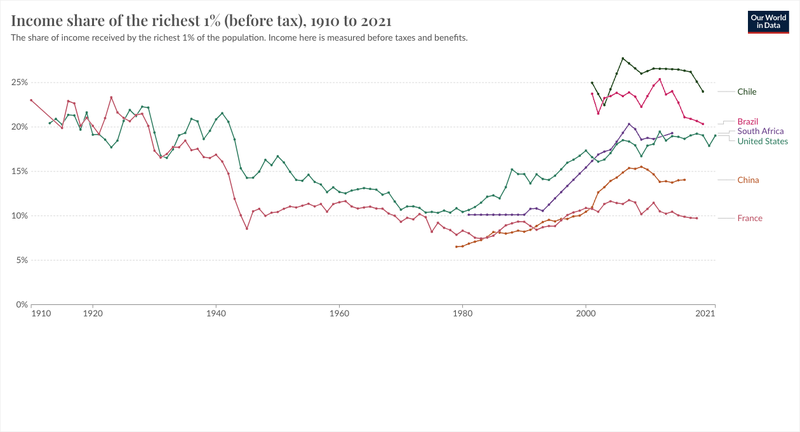 Income share of the richest 1% (before tax), 1910 to 2021
The share of income received by the richest 1% of the population. Income here is measured before taxes and benefits.
Our World
in Data
25%
20%
15%
10%
5%
0%
1910
1920
1940
1960
1980
2000
2021
Chile
Brazil
South Africa
United States
China
France